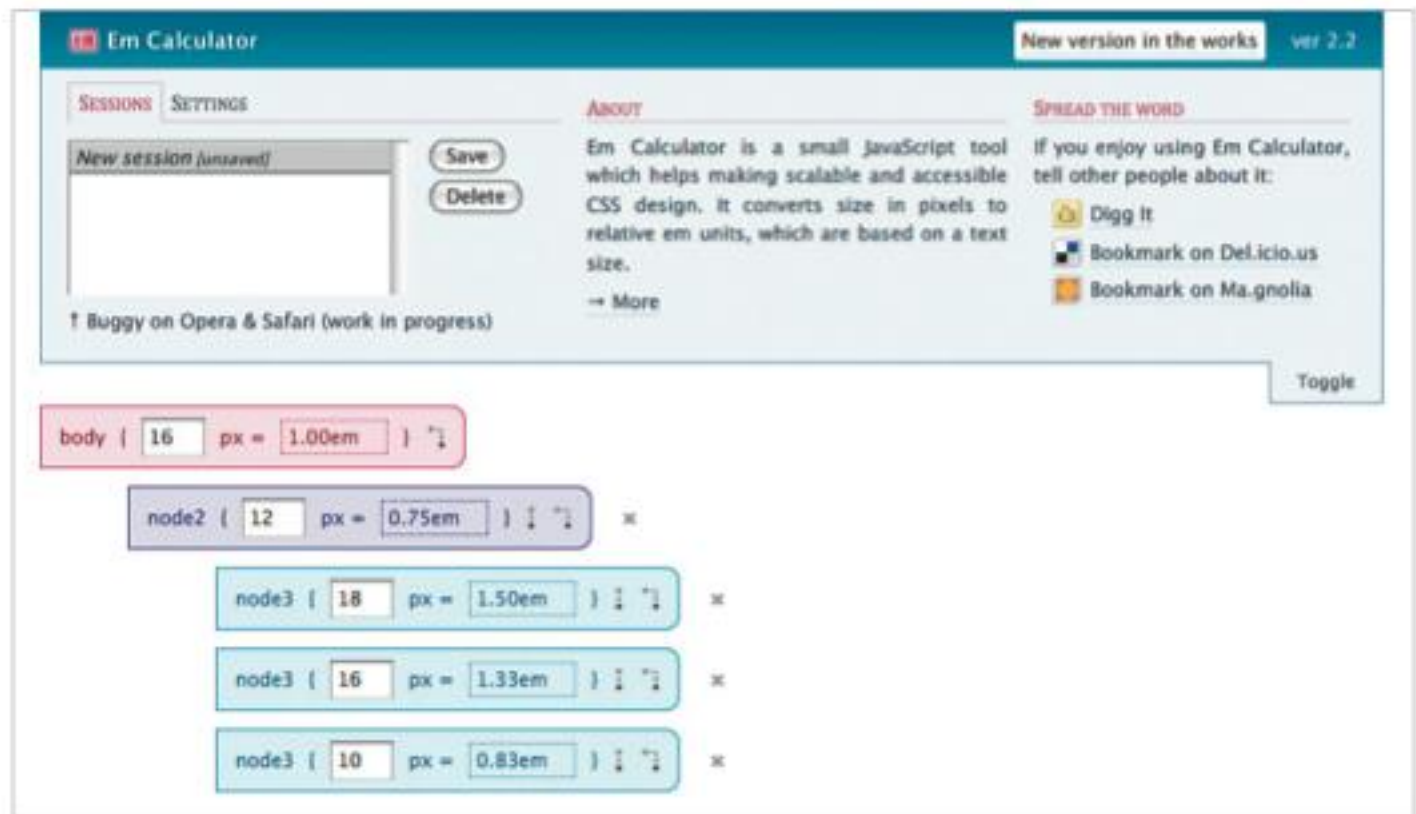 Em Calculator
New version in the works
ver 2.2
SESSIONS SETTINGS
New session [unsaved]
Save
Delete
↑ Buggy on Opera & Safari (work in progress)
ABOUT
Em Calculator is a small JavaScript tool
which helps making scalable and accessible
CSS design. It converts size in pixels to
relative em units, which are based on a text
size.
→ More
SPREAD THE WORD
If you enjoy using Em Calculator,
tell other people about it:
Digg It
Bookmark on Del.icio.us
Bookmark on Ma.gnolia
Toggle
body { 16 px = 1.00em }
node2 { 12 px = 0.75em }
node3 { 18 px = 1.50em }
node3 { 16 px = 1.33em }
node3 { 10 px = 0.83em }